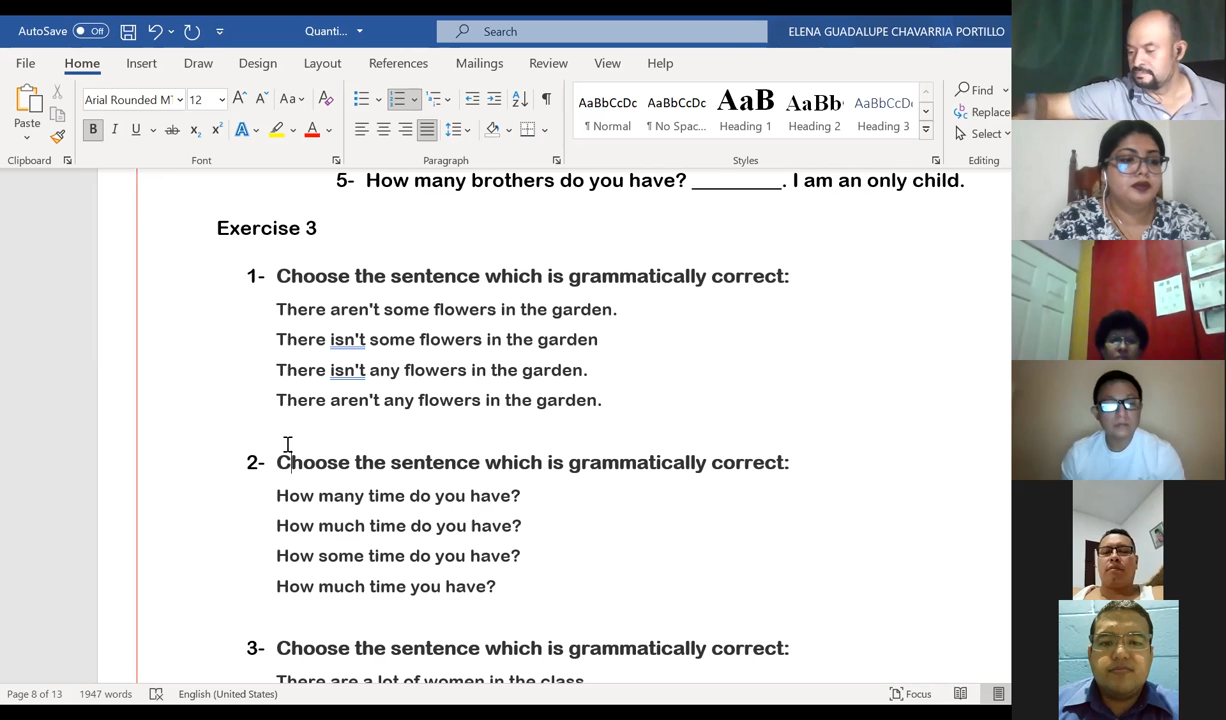 AutoSave Off Quanti... Search ELENA GUADALUPE CHAVARRIA PORTILLO
File Home Insert Draw Design Layout References Mailings Review View Help
Arial Rounded M 12 Aa
AaBbCcDc AaBbCcDc AaB AaBb AaBbCcDc
Find
Paste
Replace
B I U ab x₂ x² A A
¶ Normal ¶ No Spac... Heading 1 Heading 2 Heading 3
Select
Clipboard Font Paragraph Styles Editing
5- How many brothers do you have? ________. I am an only child.
Exercise 3
1- Choose the sentence which is grammatically correct:
There aren't some flowers in the garden.
There isn't some flowers in the garden
There isn't any flowers in the garden.
There aren't any flowers in the garden.
2- Choose the sentence which is grammatically correct:
How many time do you have?
How much time do you have?
How some time do you have?
How much time you have?
3- Choose the sentence which is grammatically correct:
There are a lot of women in the class
Page 8 of 13 1947 words English (United States) Focus